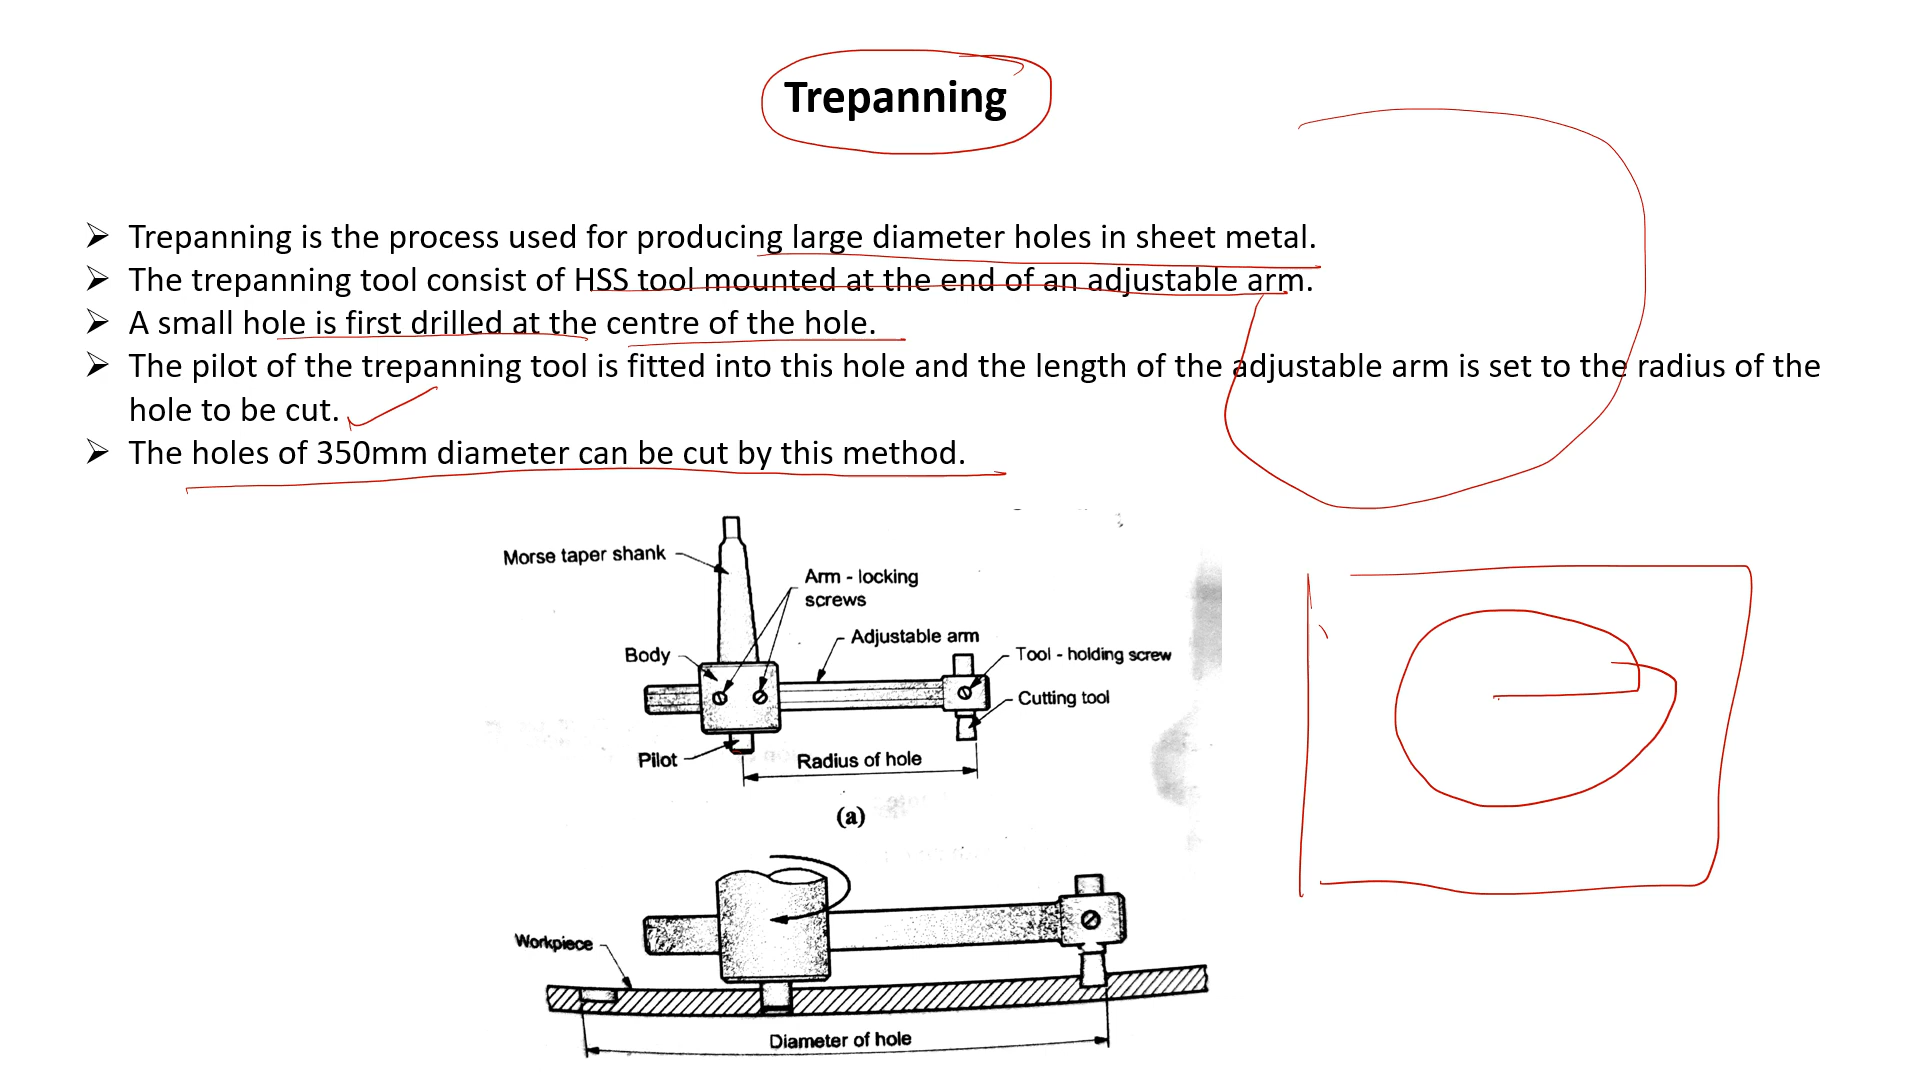 Trepanning
➢ Trepanning is the process used for producing large diameter holes in sheet metal.
➢ The trepanning tool consist of HSS tool mounted at the end of an adjustable arm.
➢ A small hole is first drilled at the centre of the hole.
➢ The pilot of the trepanning tool is fitted into this hole and the length of the adjustable arm is set to the radius of the
hole to be cut.
➢ The holes of 350mm diameter can be cut by this method.
Morse taper shank
Arm - locking
screws
Adjustable arm
Body
Tool - holding screw
Cutting tool
Pilot
Radius of hole
(a)
Workpiece
Diameter of hole